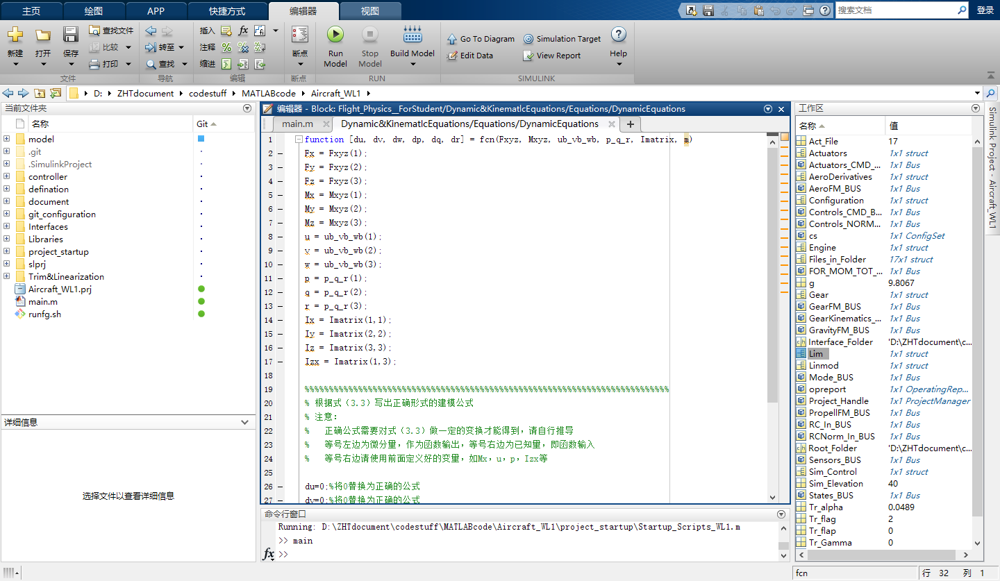 主页 绘图 APP 快捷方式 编辑器 视图 搜索文档 登录
新建 打开 保存 查找文件 比较 打印 转至 查找 插入 fx 注释 缩进 断点 Run Model Stop Model Build Model Go To Diagram Edit Data Simulation Target View Report Help
文件 导航 编辑 断点 RUN SIMULINK
D: ZHTdocument codestuff MATLABcode Aircraft_WL1
当前文件夹
名称 Git
model
.git
.SimulinkProject
controller
defination
document
git_configuration
Interfaces
Libraries
project_startup
slprj
Trim&Linearization
Aircraft_WL1.prj
main.m
runfg.sh
详细信息
选择文件以查看详细信息
编辑器 - Block: Flight_Physics__ForStudent/Dynamic&KinematIcEquations/Equations/DynamicEquations
main.m Dynamic&KinematIcEquations/Equations/DynamicEquations
1 function [du, dv, dw, dp, dq, dr] = fcn(Fxyz, Mxyz, ub_vb_wb, p_q_r, Imatrix, m)
2 – Fx = Fxyz(1);
3 – Fy = Fxyz(2);
4 – Fz = Fxyz(3);
5 – Mx = Mxyz(1);
6 – My = Mxyz(2);
7 – Mz = Mxyz(3);
8 – u = ub_vb_wb(1);
9 – v = ub_vb_wb(2);
10 – w = ub_vb_wb(3);
11 – p = p_q_r(1);
12 – q = p_q_r(2);
13 – r = p_q_r(3);
14 – Ix = Imatrix(1,1);
15 – Iy = Imatrix(2,2);
16 – Iz = Imatrix(3,3);
17 – Izx = Imatrix(1,3);
18
19 %%%%%%%%%%%%%%%%%%%%%%%%%%%%%%%%%%%%%%%%%%%%%%%%%%%%%%%%%%%%%%%%%%%%%%%%%%%
20 % 根据式（3.3）写出正确形式的建模公式
21 % 注意：
22 % 正确公式需要对式（3.3）做一定的变换才能得到，请自行推导
23 % 等号左边为微分量，作为函数输出，等号右边为已知量，即函数输入
24 % 等号右边请使用前面定义好的变量，如Mx，u，p，Izx等
25
26 – du=0;%将0替换为正确的公式
27 – dv=0;%将0替换为正确的公式
命令行窗口
Running: D:\ZHTdocument\codestuff\MATLABcode\Aircraft_WL1\project_startup\Startup_Scripts_WL1.m
>> main
fx >>
工作区
名称 值
Act_File 17
Actuators 1x1 struct
Actuators_CMD_... 1x1 Bus
AeroDerivatives 1x1 struct
AeroFM_BUS 1x1 Bus
Configuration 1x1 struct
Controls_CMD_B... 1x1 Bus
Controls_NORM... 1x1 Bus
cs 1x1 ConfigSet
Engine 1x1 struct
Files_in_Folder 17x1 struct
FOR_MOM_TOT_... 1x1 Bus
g 9.8067
Gear 1x1 struct
GearFM_BUS 1x1 Bus
GearKinematics_... 1x1 Bus
GravityFM_BUS 1x1 Bus
Interface_Folder 'D:\ZHTdocument\c...
Lim 1x1 struct
Linmod 1x1 struct
Mode_BUS 1x1 Bus
opreport 1x1 OperatingRep...
Project_Handle 1x1 ProjectManager
PropellFM_BUS 1x1 Bus
RC_In_BUS 1x1 Bus
RCNorm_In_BUS 1x1 Bus
Root_Folder 'D:\ZHTdocument\c...
Sensors_BUS 1x1 Bus
Sim_Control 1x1 struct
Sim_Elevation 40
States_BUS 1x1 Bus
Tr_alpha 0.0489
Tr_flag 2
Tr_flap 0
Tr_Gamma 0
Simulink Project - Aircraft_WL1
fcn 行 32 列 1